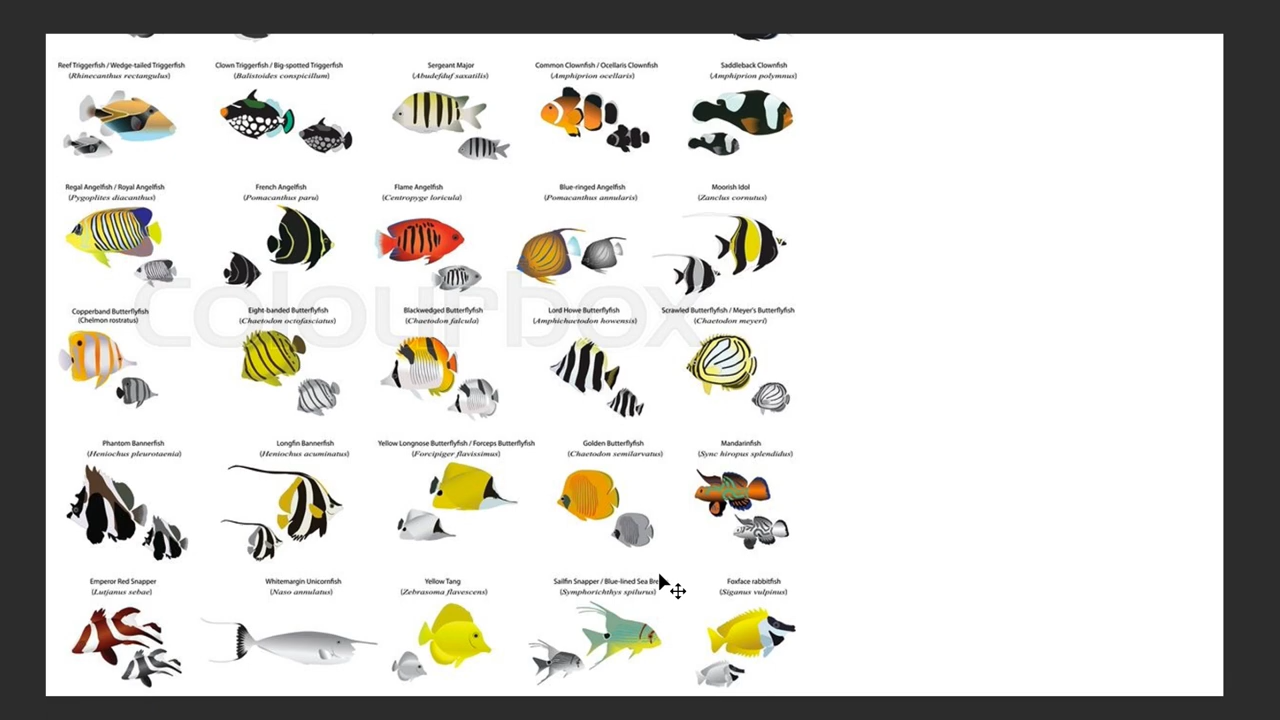 Reef Triggerfish / Wedge-tailed Triggerfish
(Rhinecanthus rectangulus)
Clown Triggerfish / Big-spotted Triggerfish
(Balistoides conspicillum)
Sergeant Major
(Abudefduf saxatilis)
Common Clownfish / Ocellaris Clownfish
(Amphiprion ocellaris)
Saddleback Clownfish
(Amphiprion polymnus)
Regal Angelfish / Royal Angelfish
(Pygoplites diacanthus)
French Angelfish
(Pomacanthus paru)
Flame Angelfish
(Centropyge loricula)
Blue-ringed Angelfish
(Pomacanthus annularis)
Moorish Idol
(Zanclus cornutus)
colourbox
Copperband Butterflyfish
(Chelmon rostratus)
Eight-banded Butterflyfish
(Chaetodon octofasciatus)
Blackwedged Butterflyfish
(Chaetodon falcula)
Lord Howe Butterflyfish
(Amphichaetodon howensis)
Scrawled Butterflyfish / Meyer's Butterflyfish
(Chaetodon meyeri)
Phantom Bannerfish
(Heniochus pleurotaenia)
Longfin Bannerfish
(Heniochus acuminatus)
Yellow Longnose Butterflyfish / Forceps Butterflyfish
(Forcipiger flavissimus)
Golden Butterflyfish
(Chaetodon semilarvatus)
Mandarinfish
(Sync hiropus splendidus)
Emperor Red Snapper
(Lutjanus sebae)
Whitemargin Unicornfish
(Naso annulatus)
Yellow Tang
(Zebrasoma flavescens)
Sailfin Snapper / Blue-lined Sea
(Symphorichthys spilurus)
Foxface rabbitfish
(Siganus vulpinus)